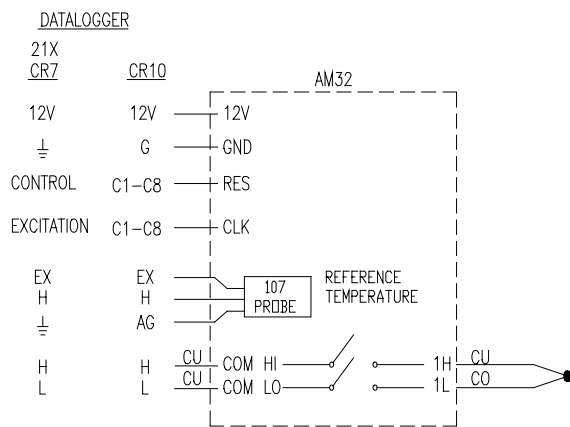 DATALOGGER
21X
CR7 CR10 AM32
12V 12V 12V
G GND
CONTROL C1-C8 RES
EXCITATION C1-C8 CLK
EX EX 107 REFERENCE
H H PROBE TEMPERATURE
AG
H H CU COM HI 1H CU
L L CU COM LO 1L CO